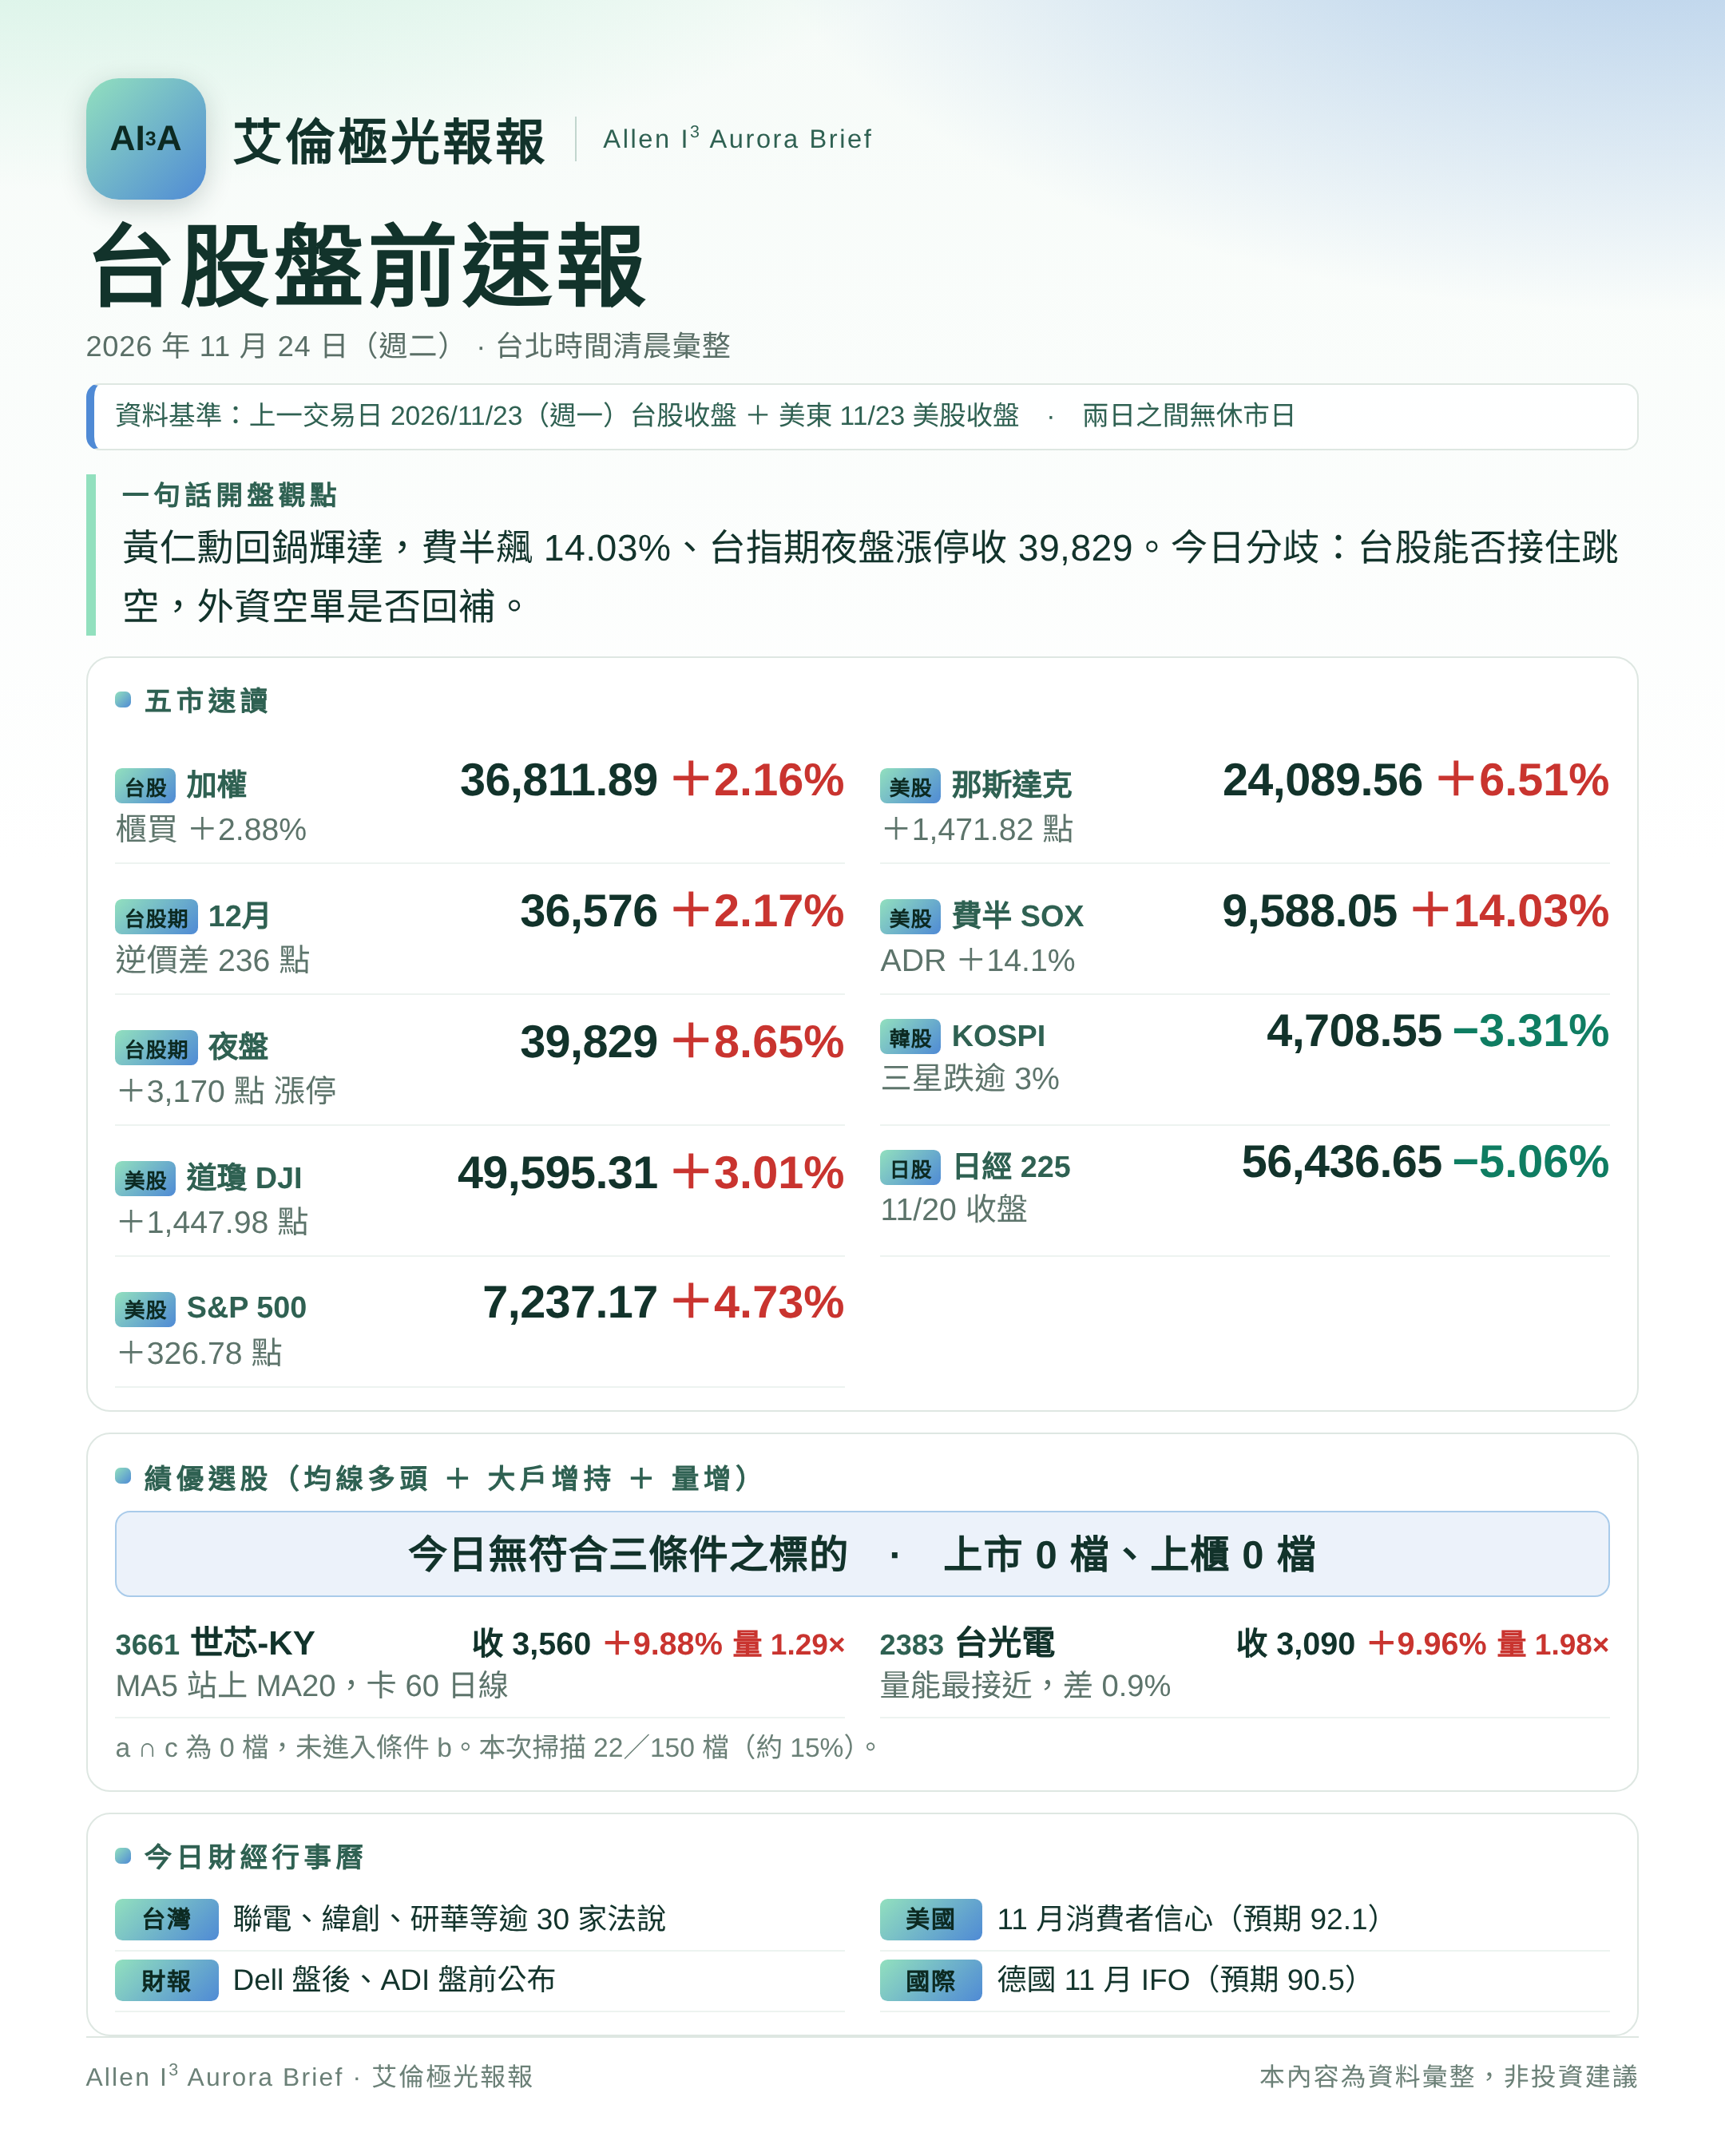 AI3A
艾倫極光報報
Allen I³ Aurora Brief
台股盤前速報
2026 年 11 月 24 日（週二） · 台北時間清晨彙整
資料基準：上一交易日 2026/11/23（週一）台股收盤 ＋ 美東 11/23 美股收盤 · 兩日之間無休市日
一句話開盤觀點
黃仁勳回鍋輝達，費半飆 14.03%、台指期夜盤漲停收 39,829。今日分歧：台股能否接住跳
空，外資空單是否回補。
五市速讀
台股 加權 36,811.89 ＋2.16%
櫃買 ＋2.88%
美股 那斯達克 24,089.56 ＋6.51%
＋1,471.82 點
台股期 12月 36,576 ＋2.17%
逆價差 236 點
美股 費半 SOX 9,588.05 ＋14.03%
ADR ＋14.1%
台股期 夜盤 39,829 ＋8.65%
＋3,170 點 漲停
韓股 KOSPI 4,708.55 −3.31%
三星跌逾 3%
美股 道瓊 DJI 49,595.31 ＋3.01%
＋1,447.98 點
日股 日經 225 56,436.65 −5.06%
11/20 收盤
美股 S&P 500 7,237.17 ＋4.73%
＋326.78 點
績優選股（均線多頭 ＋ 大戶增持 ＋ 量增）
今日無符合三條件之標的 · 上市 0 檔、上櫃 0 檔
3661 世芯-KY 收 3,560 ＋9.88% 量 1.29×
MA5 站上 MA20，卡 60 日線
2383 台光電 收 3,090 ＋9.96% 量 1.98×
量能最接近，差 0.9%
a ∩ c 為 0 檔，未進入條件 b。本次掃描 22／150 檔（約 15%）。
今日財經行事曆
台灣 聯電、緯創、研華等逾 30 家法說
美國 11 月消費者信心（預期 92.1）
財報 Dell 盤後、ADI 盤前公布
國際 德國 11 月 IFO（預期 90.5）
Allen I³ Aurora Brief · 艾倫極光報報
本內容為資料彙整，非投資建議